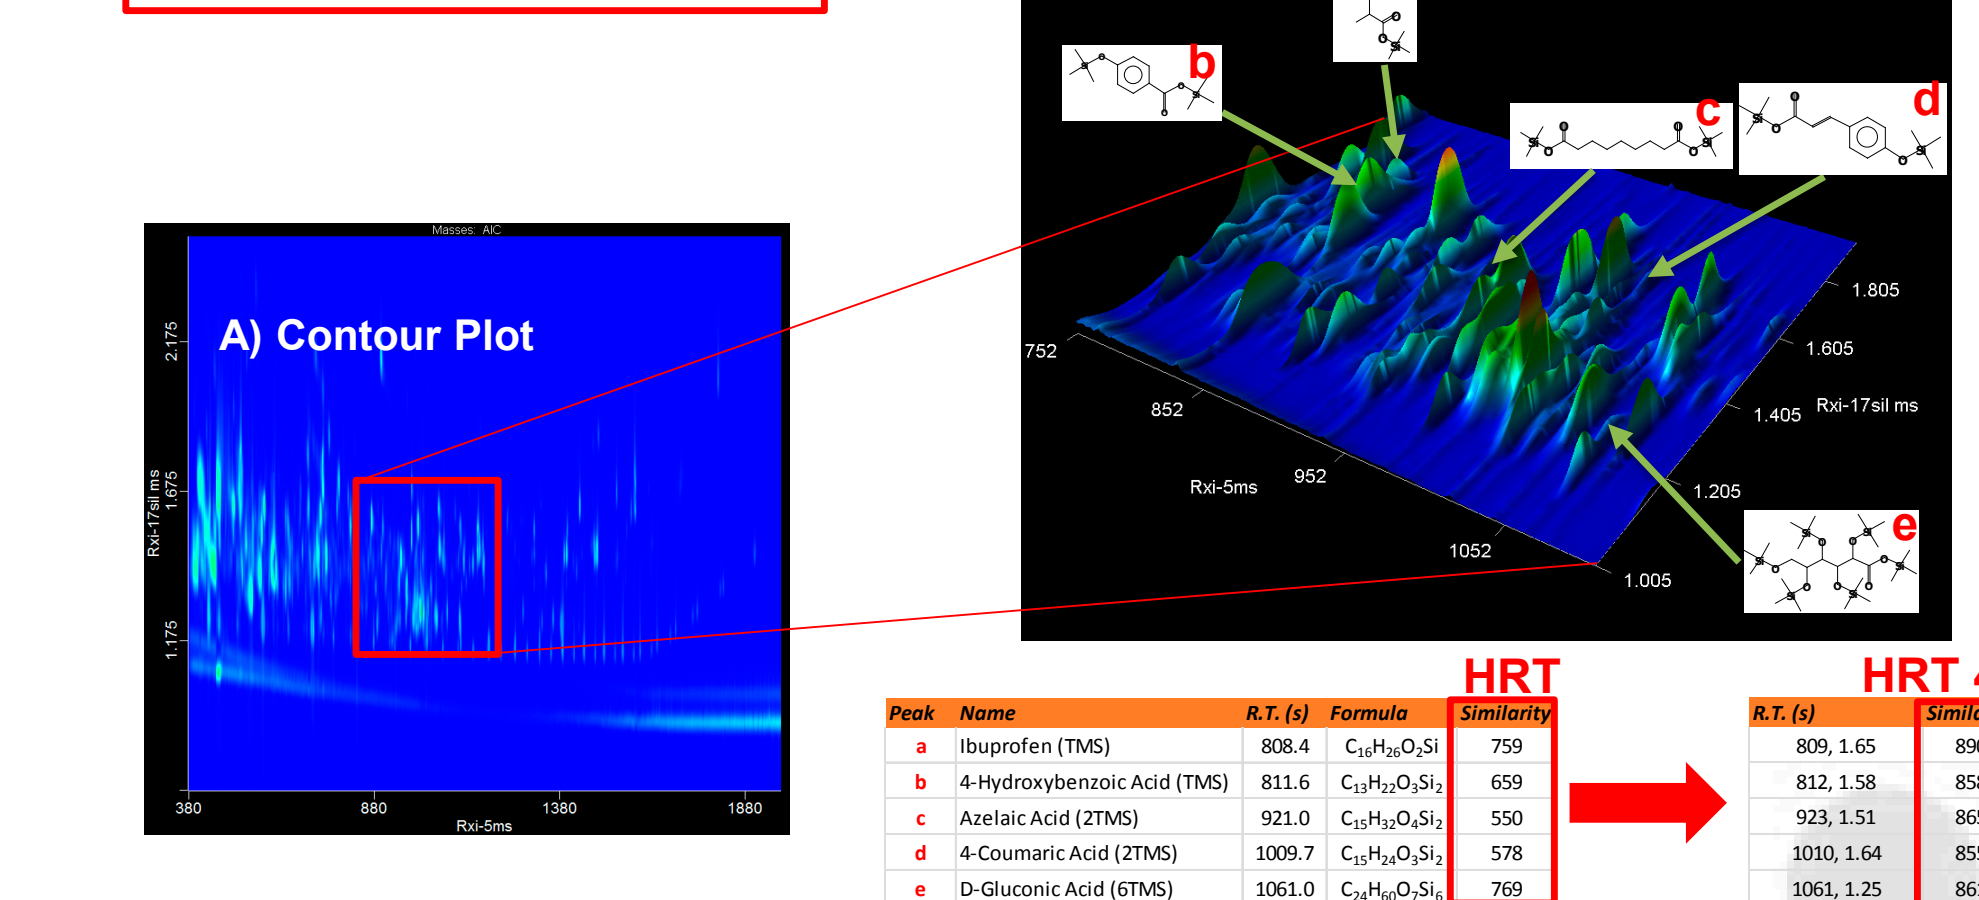 b
c
d
Masses: AIC
A) Contour Plot
2.175
1.675
1.175
Rxi-17sil ms
380
880
1380
1880
Rxi-5ms
752
852
952
1052
Rxi-5ms
1.805
1.605
1.405
1.205
1.005
Rxi-17sil ms
e
HRT
Peak Name R.T. (s) Formula Similarity
a Ibuprofen (TMS) 808.4 C₁₆H₂₆O₂Si 759
b 4-Hydroxybenzoic Acid (TMS) 811.6 C₁₃H₂₂O₃Si₂ 659
c Azelaic Acid (2TMS) 921.0 C₁₅H₃₂O₄Si₂ 550
d 4-Coumaric Acid (2TMS) 1009.7 C₁₅H₂₄O₃Si₂ 578
e D-Gluconic Acid (6TMS) 1061.0 C₂₄H₆₀O₇Si₆ 769
HRT
R.T. (s)
809, 1.65
812, 1.58
923, 1.51
1010, 1.64
1061, 1.25